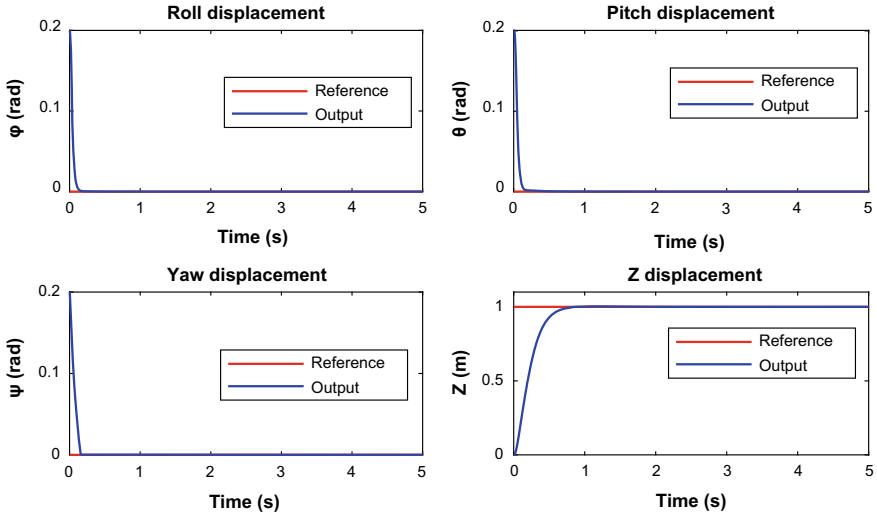 Roll displacement
0.2
0.1
0
φ (rad)
Reference
Output
0 1 2 3 4 5
Time (s)
Pitch displacement
0.2
0.1
0
θ (rad)
Reference
Output
0 1 2 3 4 5
Time (s)
Yaw displacement
0.2
0.1
0
ψ (rad)
Reference
Output
0 1 2 3 4 5
Time (s)
Z displacement
1
0.5
0
Z (m)
Reference
Output
0 1 2 3 4 5
Time (s)